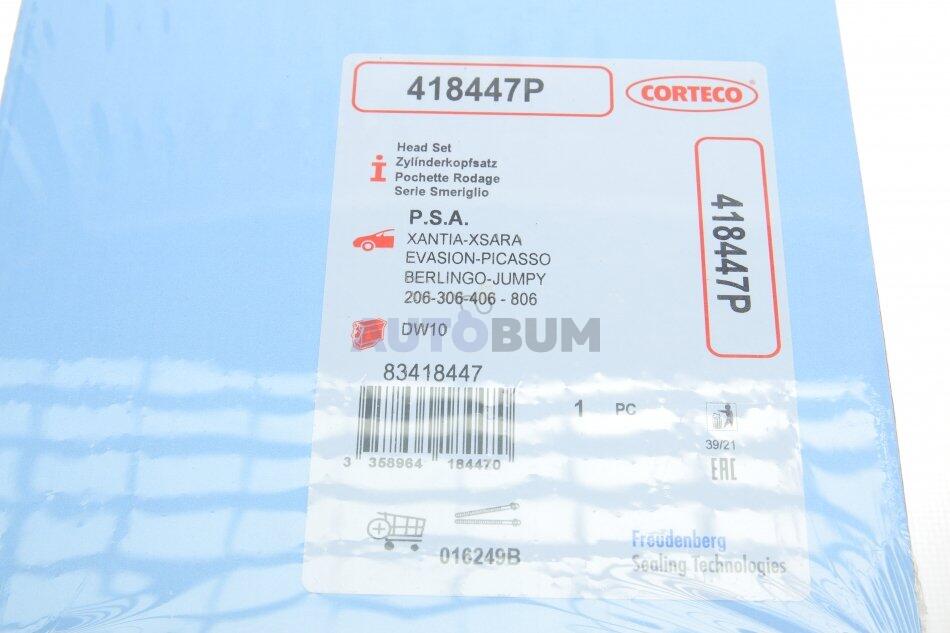 418447P
CORTECO
Head Set
Zylinderkopfsatz
Pochette Rodage
Serie Smeriglio
418447P
P.S.A.
XANTIA-XSARA
EVASION-PICASSO
BERLINGO-JUMPY
206-306-406 - 806
DW10
AUTOBUM
83418447
1 PC
3 358964 184470
39/21
EAC
016249B
Freudenberg
Sealing Technologies